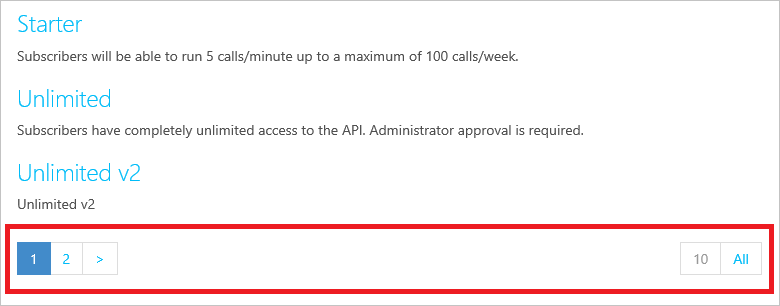 Starter
Subscribers will be able to run 5 calls/minute up to a maximum of 100 calls/week.
Unlimited
Subscribers have completely unlimited access to the API. Administrator approval is required.
Unlimited v2
Unlimited v2
1 2 > 10 All